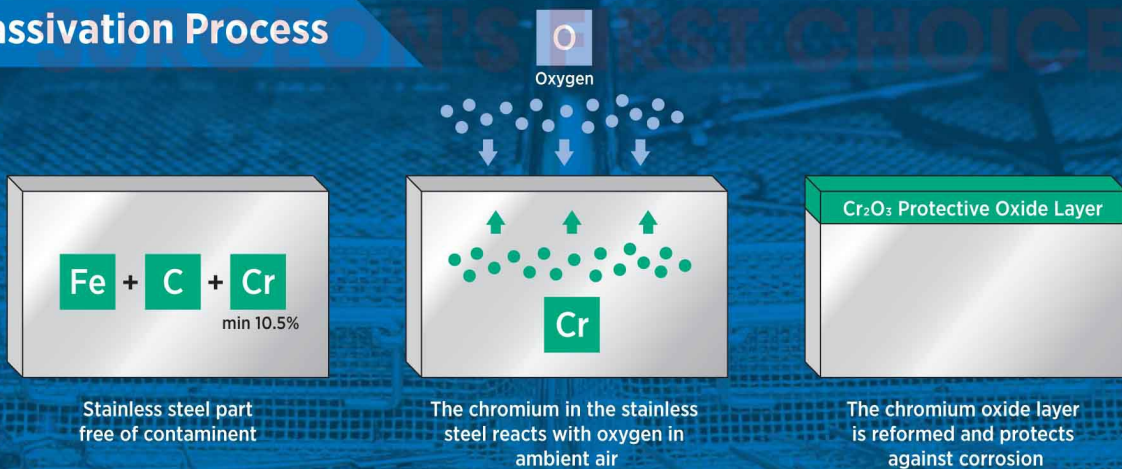 assivation Process
'S FIRST CHOICE
O
Oxygen
Fe + C + Cr
min 10.5%
Cr
Cr₂O₃ Protective Oxide Layer
Stainless steel part
free of contaminent
The chromium in the stainless
steel reacts with oxygen in
ambient air
The chromium oxide layer
is reformed and protects
against corrosion